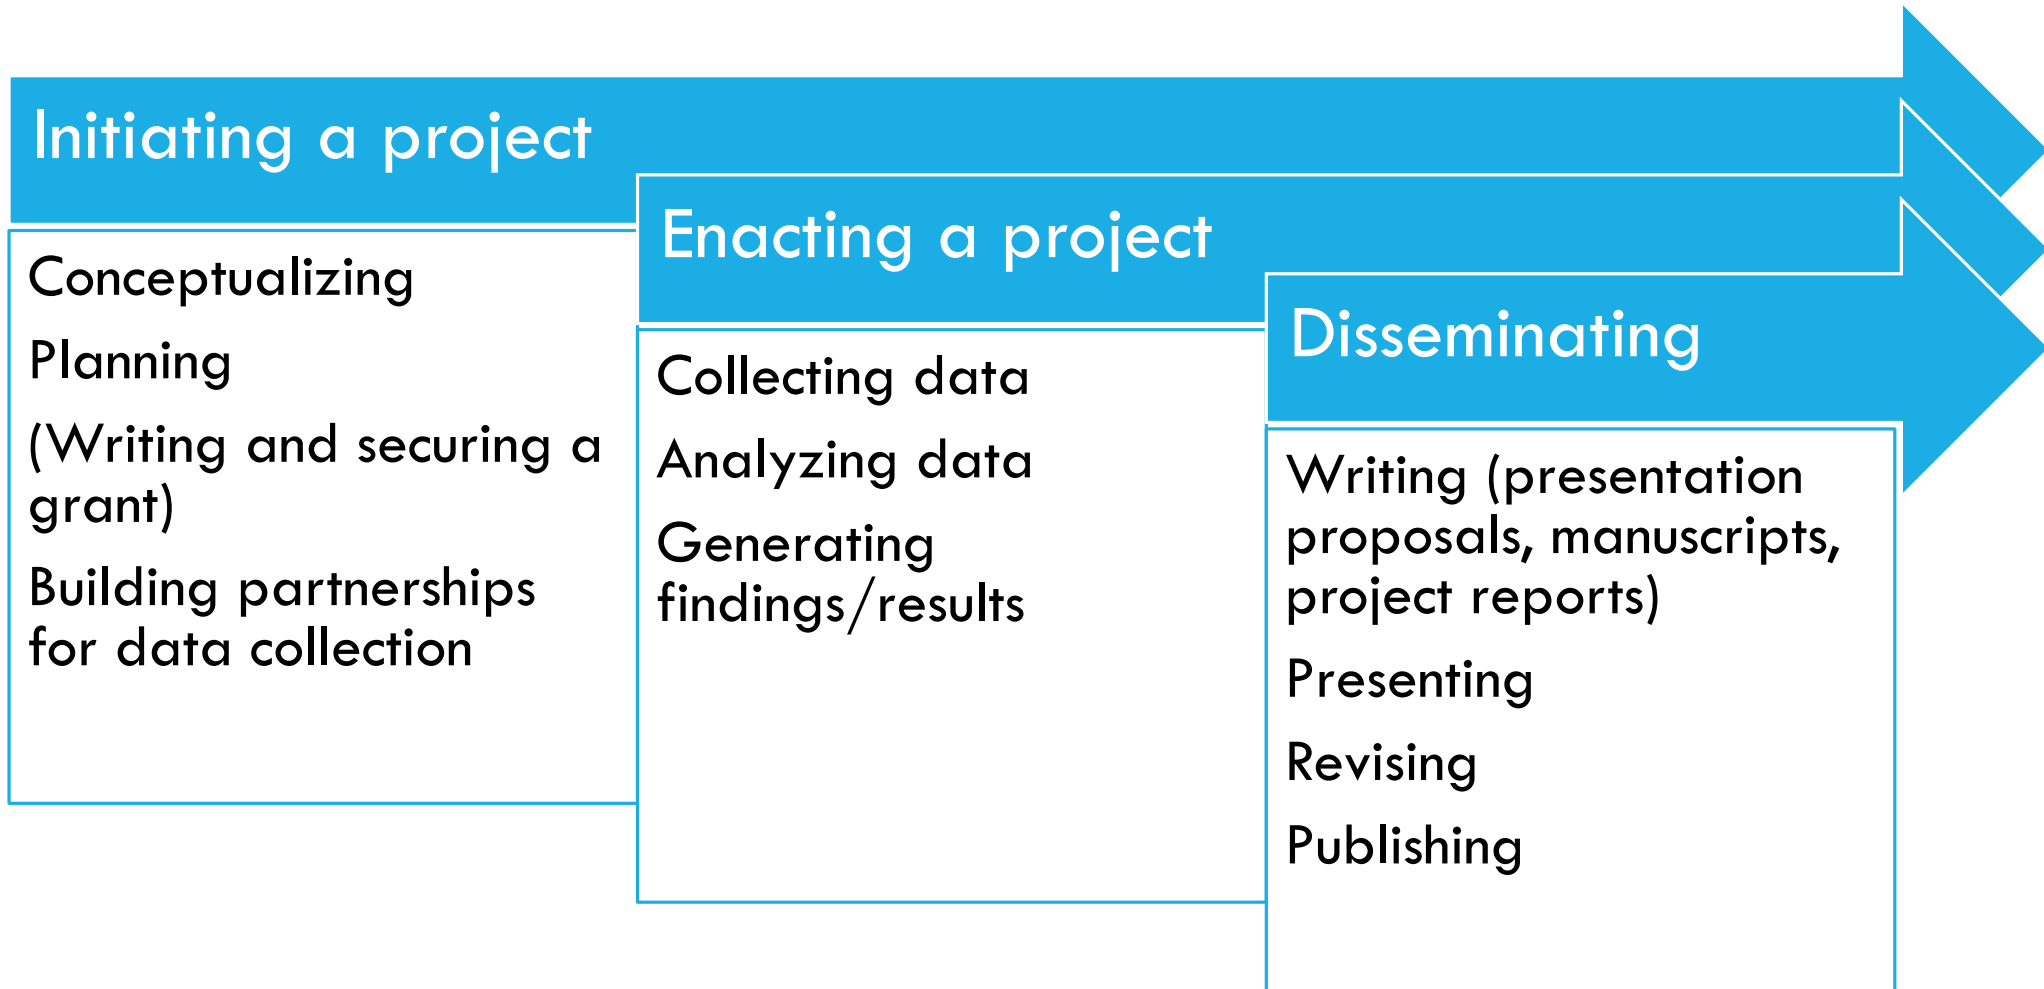 Initiating a project
Conceptualizing
Planning
(Writing and securing a
grant)
Building partnerships
for data collection
Enacting a project
Collecting data
Analyzing data
Generating
findings/results
Disseminating
Writing (presentation
proposals, manuscripts,
project reports)
Presenting
Revising
Publishing